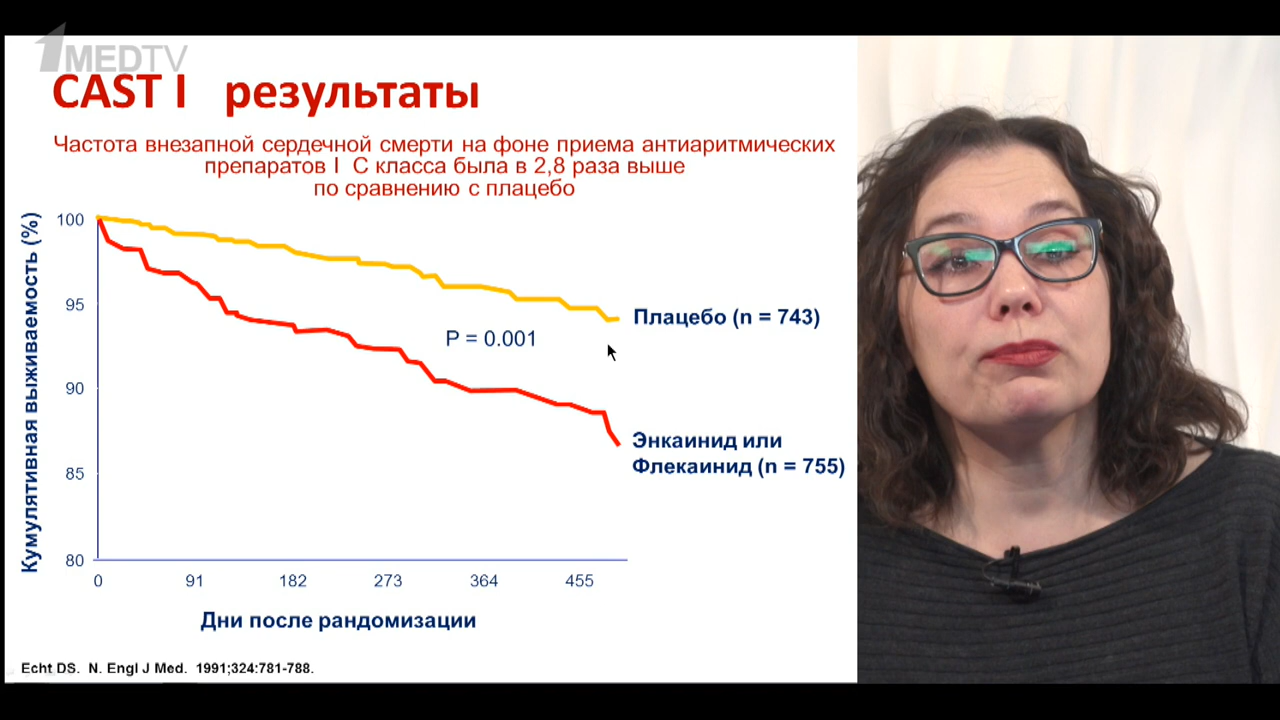 1MEDTV
CAST I результаты
Частота внезапной сердечной смерти на фоне приема антиаритмических
препаратов I С класса была в 2,8 раза выше
по сравнению с плацебо
Кумулятивная выживаемость (%)
100
95
90
85
80
P = 0.001
Плацебо (n = 743)
Энкаинид или
Флекаинид (n = 755)
0 91 182 273 364 455
Дни после рандомизации
Echt DS. N. Engl J Med. 1991;324:781-788.